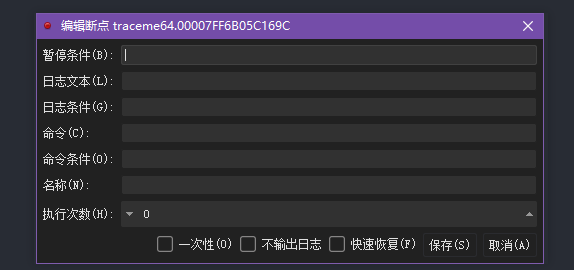 编辑断点 traceme64.00007FF6B05C169C
暂停条件(B):
日志文本(L):
日志条件(G):
命令(C):
命令条件(O):
名称(N):
执行次数(H): 0
一次性(O) 不输出日志 快速恢复(F) 保存(S) 取消(A)